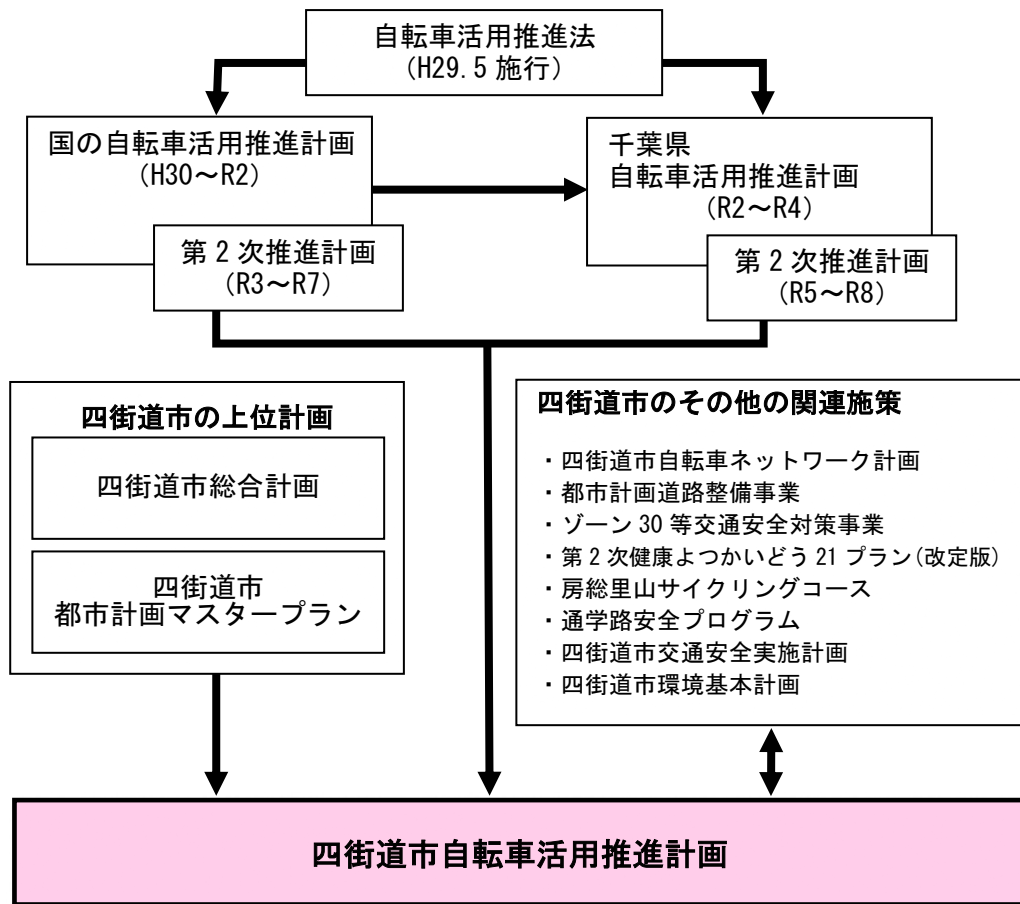 自転車活用推進法
(H29.5 施行)
国の自転車活用推進計画
(H30~R2)
第2次推進計画
(R3~R7)
千葉県
自転車活用推進計画
(R2~R4)
第2次推進計画
(R5~R8)
四街道市の上位計画
四街道市総合計画
四街道市
都市計画マスタープラン
四街道市のその他の関連施策
・四街道市自転車ネットワーク計画
・都市計画道路整備事業
・ゾーン 30 等交通安全対策事業
・第2次健康よつかいどう 21 プラン(改定版)
・房総里山サイクリングコース
・通学路安全プログラム
・四街道市交通安全実施計画
・四街道市環境基本計画
四街道市自転車活用推進計画